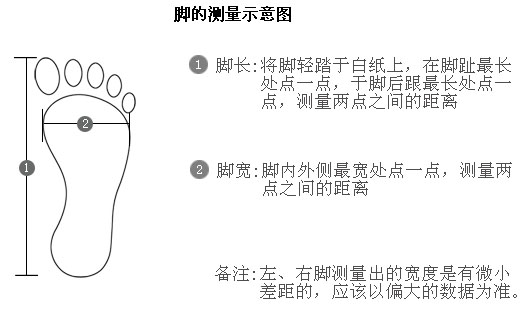 脚的测量示意图
1 脚长:将脚轻踏于白纸上，在脚趾最长
处点一点，于脚后跟最长处点一
点，测量两点之间的距离
2
1
2 脚宽:脚内外侧最宽处点一点，测量两
点之间的距离
备注:左、右脚测量出的宽度是有微小
差距的，应该以偏大的数据为准。